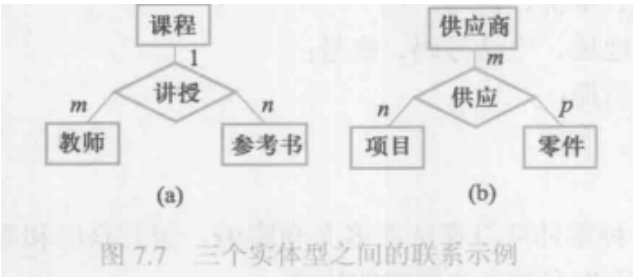 课程
供应商
1
m
讲授
供应
m
n
n
p
教师
参考书
项目
零件
(a)
(b)
图 7.7 三个实体型之间的联系示例